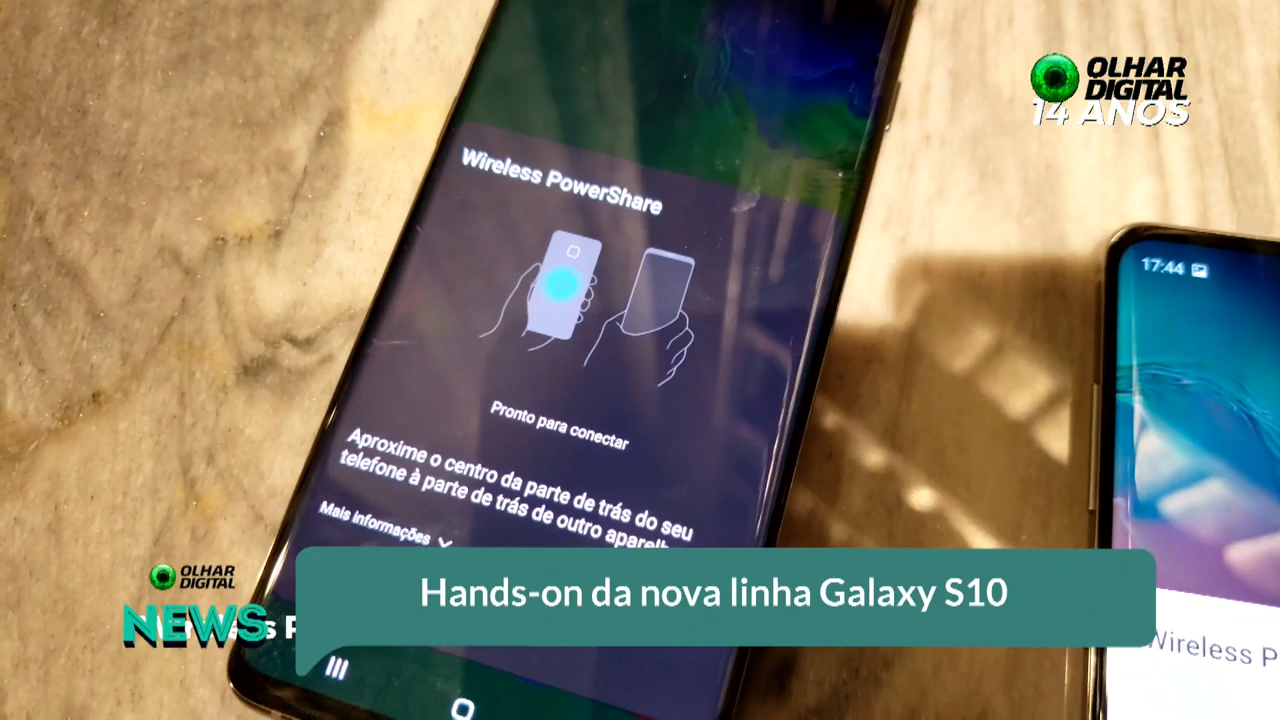 OLHAR
DIGITAL
14 ANOS
Wireless PowerShare
17:44
Pronto para conectar
Aproxime o centro da parte de trás do seu
telefone à parte de trás de outro
Mais informações
OLHAR
DIGITAL
NEWS
Hands-on da nova linha Galaxy S10
Wireless P